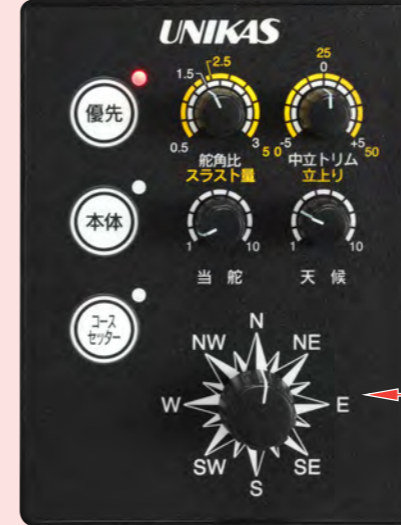 UNIKAS
優先
1.5
2.5
0.5
3
5
舵角比
スラスト量
25
0
0
-5
+5
50
中立トリム
立上り
本体
1
10
当舵
1
10
天候
コース
セッター
N
NW
NE
W
E
SW
SE
S